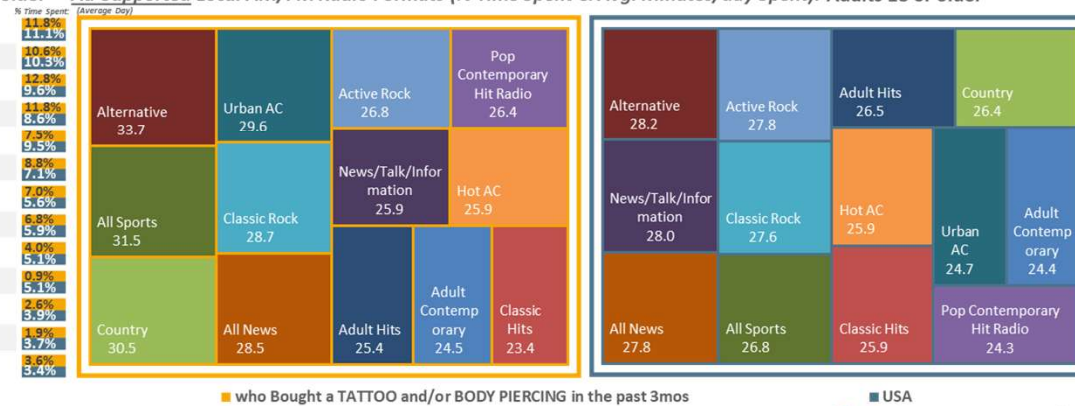 % Time Spent: (Average Day)
11.8%
11.1%
10.6%
10.3%
12.8%
9.6%
11.8%
8.6%
7.5%
9.5%
8.8%
7.1%
7.0%
5.6%
6.8%
5.9%
4.0%
5.1%
0.9%
5.1%
2.6%
3.9%
1.9%
3.7%
3.6%
3.4%
Alternative
33.7
All Sports
31.5
Country
30.5
Urban AC
29.6
Classic Rock
28.7
All News
28.5
Active Rock
26.8
Pop
Contemporary
Hit Radio
26.4
News/Talk/Infor
mation
25.9
Hot AC
25.9
Adult Hits
25.4
Adult
Contemp
orary
24.5
Classic
Hits
23.4
Alternative
28.2
News/Talk/Infor
mation
28.0
All News
27.8
Active Rock
27.8
Classic Rock
27.6
All Sports
26.8
Adult Hits
26.5
Country
26.4
Hot AC
25.9
Classic Hits
25.9
Urban
AC
24.7
Adult
Contemp
orary
24.4
Pop Contemporary
Hit Radio
24.3
who Bought a TATTOO and/or BODY PIERCING in the past 3mos
USA